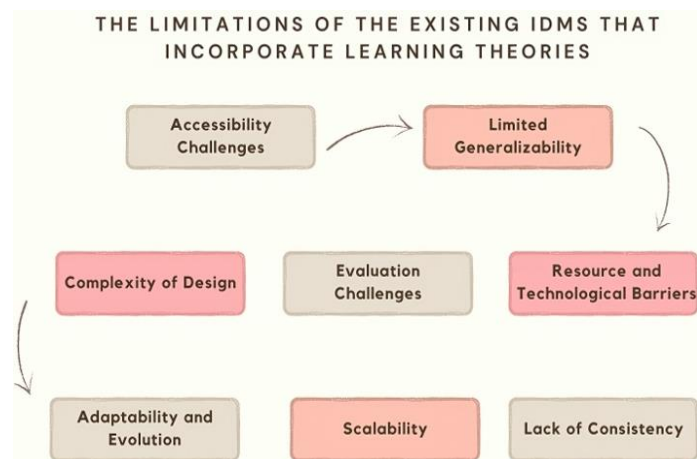 THE LIMITATIONS OF THE EXISTING IDMS THAT
INCORPORATE LEARNING THEORIES
Accessibility
Challenges
Limited
Generalizability
Complexity of Design
Evaluation
Challenges
Resource and
Technological Barriers
Adaptability and
Evolution
Scalability
Lack of Consistency